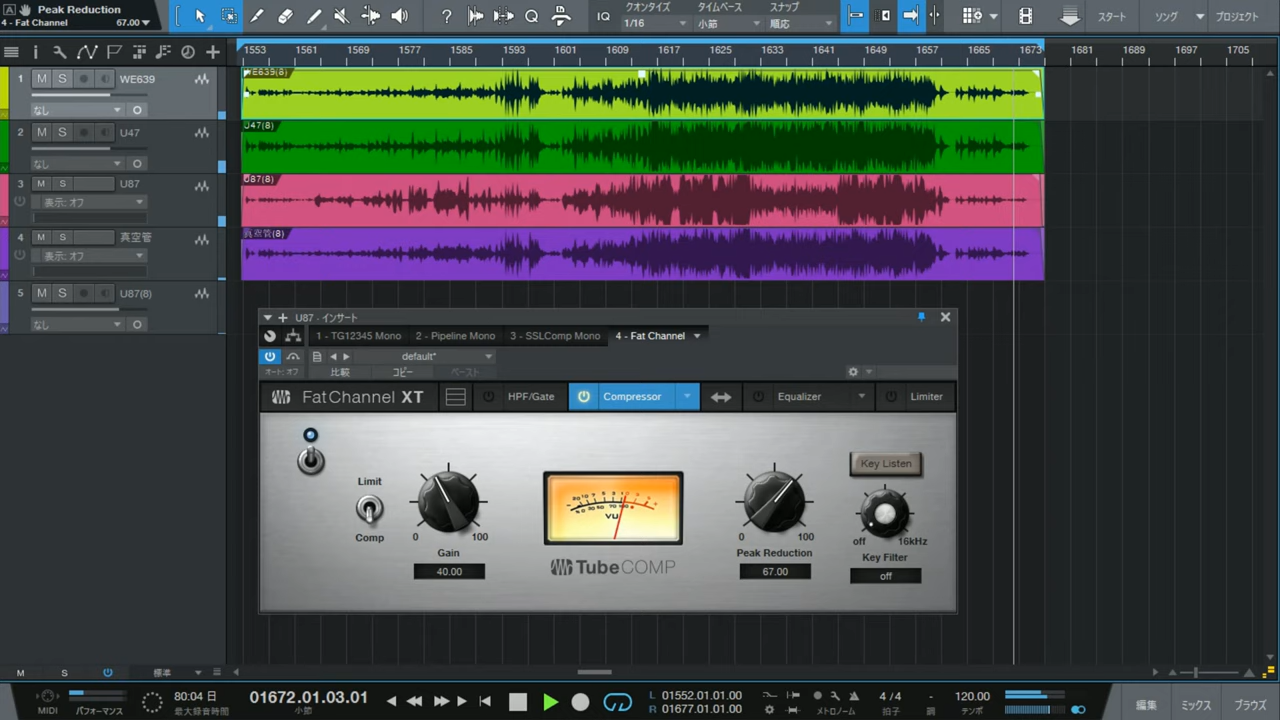 Peak Reduction
4 - Fat Channel 67.00
IQ
クオンタイズ
1/16
タイムベース
小節
スナップ
順応
スタート
ソング
プロジェクト
1553 1561 1569 1577 1585 1593 1601 1609 1617 1625 1633 1641 1649 1657 1665 1673 1681 1689 1697 1705
1 M S WE639
なし
WE639(8)
2 M S U47
なし
U47(8)
3 M S U87
表示: オフ
U87(8)
4 M S 真空管
表示: オフ
真空管(8)
5 M S U87(8)
なし
U87 - インサート
1 - TG12345 Mono 2 - Pipeline Mono 3 - SSLComp Mono 4 - Fat Channel
default*
オート: オフ 比較 コピー ペースト
FatChannel XT HPF/Gate Compressor Equalizer Limiter
Limit
Comp
0 100
Gain
40.00
VU
TubeCOMP
0 100
Peak Reduction
67.00
Key Listen
off 16kHz
Key Filter
off
M S 標準
MIDI パフォーマンス
80:04 日
最大録音時間
01672.01.03.01
小節
L 01552.01.01.00
R 01677.01.01.00
メトロノーム
4 / 4
拍子
-
調
120.00
テンポ
編集
ミックス
ブラウズ